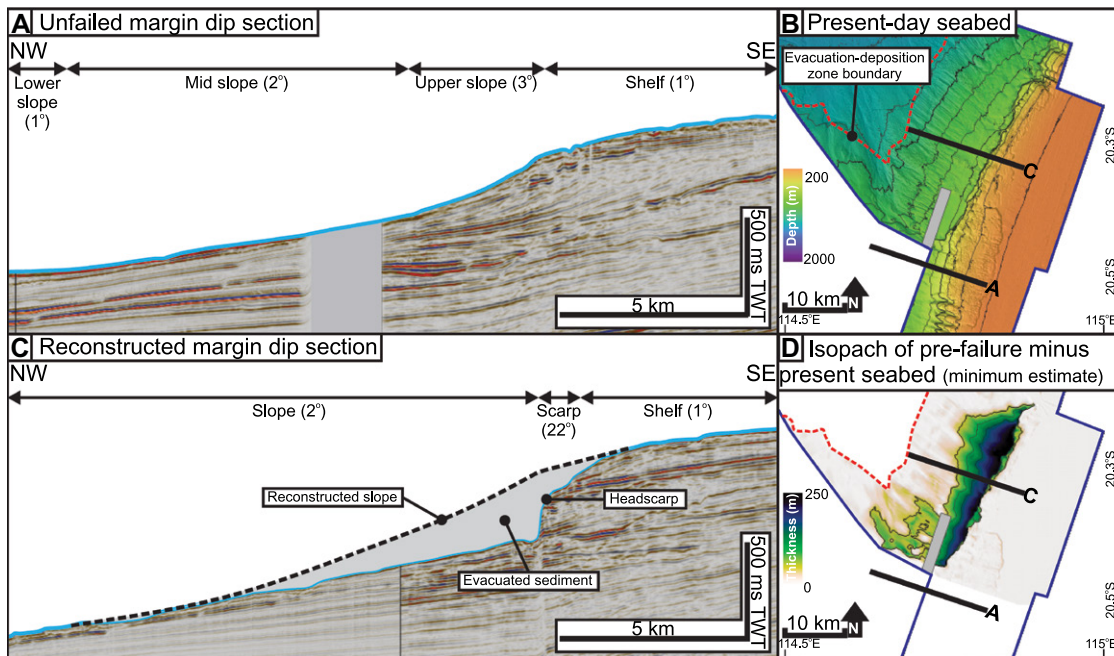 A Unfailed margin dip section
NW
SE
Lower
slope
(1°)
Mid slope (2°)
Upper slope (3°)
Shelf (1°)
500 ms TWT
5 km
B Present-day seabed
Evacuation-deposition
zone boundary
200
Depth (m)
2000
C
A
10 km
N
114.5°E
115°E
20.3°S
20.5°S
C Reconstructed margin dip section
NW
SE
Slope (2°)
Scarp
(22°)
Shelf (1°)
Reconstructed slope
Headscarp
Evacuated sediment
500 ms TWT
5 km
D Isopach of pre-failure minus
present seabed (minimum estimate)
250
Thickness (m)
0
C
A
10 km
N
114.5°E
115°E
20.3°S
20.5°S